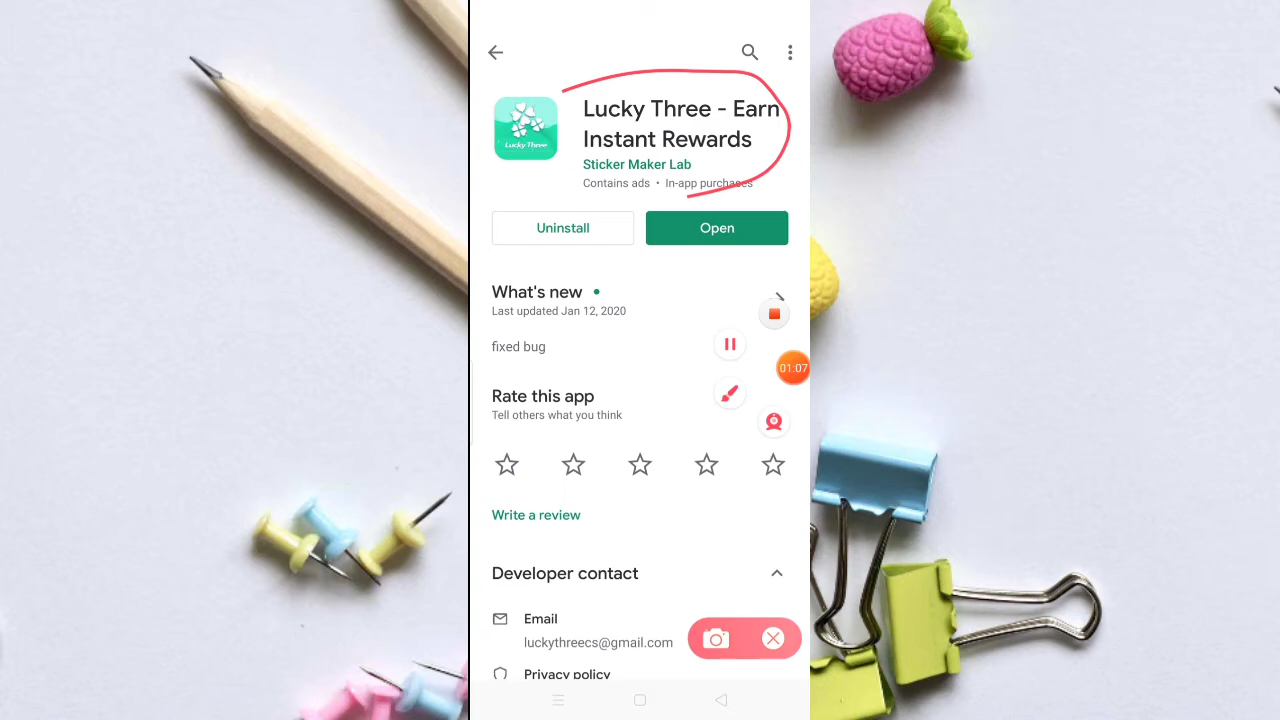 Lucky Three - Earn
Instant Rewards
Lucky Three
Sticker Maker Lab
Contains ads • In-app purchases
Uninstall
Open
What's new •
Last updated Jan 12, 2020
fixed bug
01:07
Rate this app
Tell others what you think
Write a review
Developer contact
Email
luckythreecs@gmail.com
Privacy policy